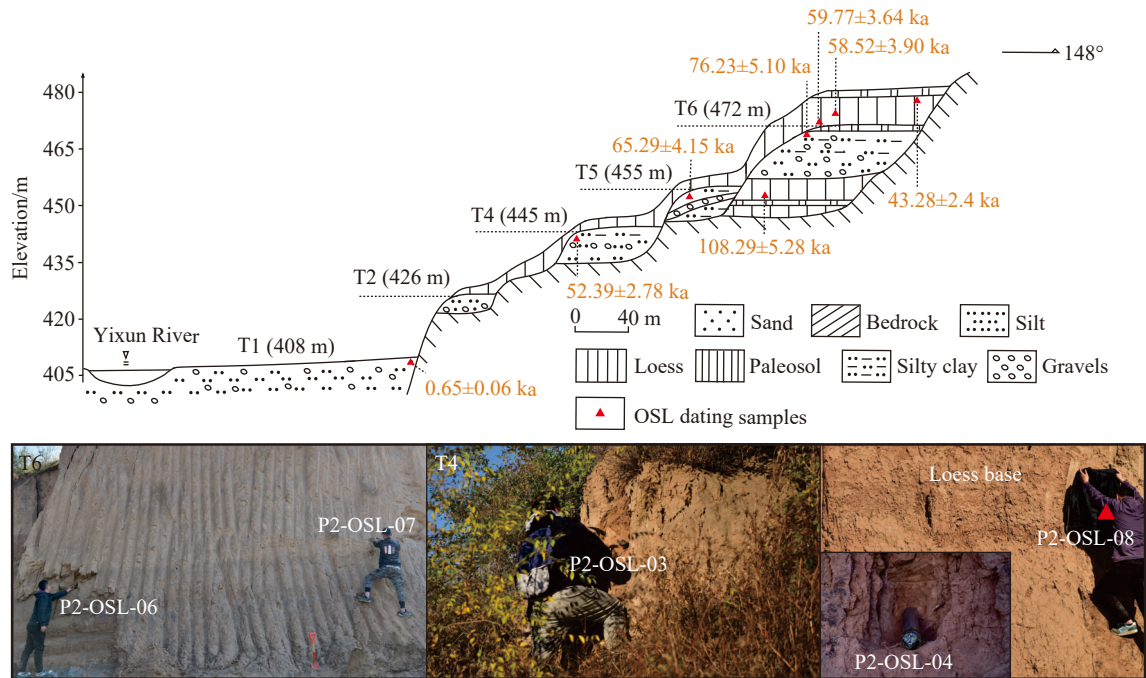 59.77±3.64 ka
58.52±3.90 ka
76.23±5.10 ka
148°
480
T6 (472 m)
465
65.29±4.15 ka
T5 (455 m)
450
43.28±2.4 ka
T4 (445 m)
108.29±5.28 ka
435
T2 (426 m)
52.39±2.78 ka
420
Elevation/m
0 40 m
Sand
Bedrock
Silt
Yixun River
T1 (408 m)
405
0.65±0.06 ka
Loess
Paleosol
Silty clay
Gravels
OSL dating samples
T6
P2-OSL-07
P2-OSL-06
T4
P2-OSL-03
Loess base
P2-OSL-08
P2-OSL-04